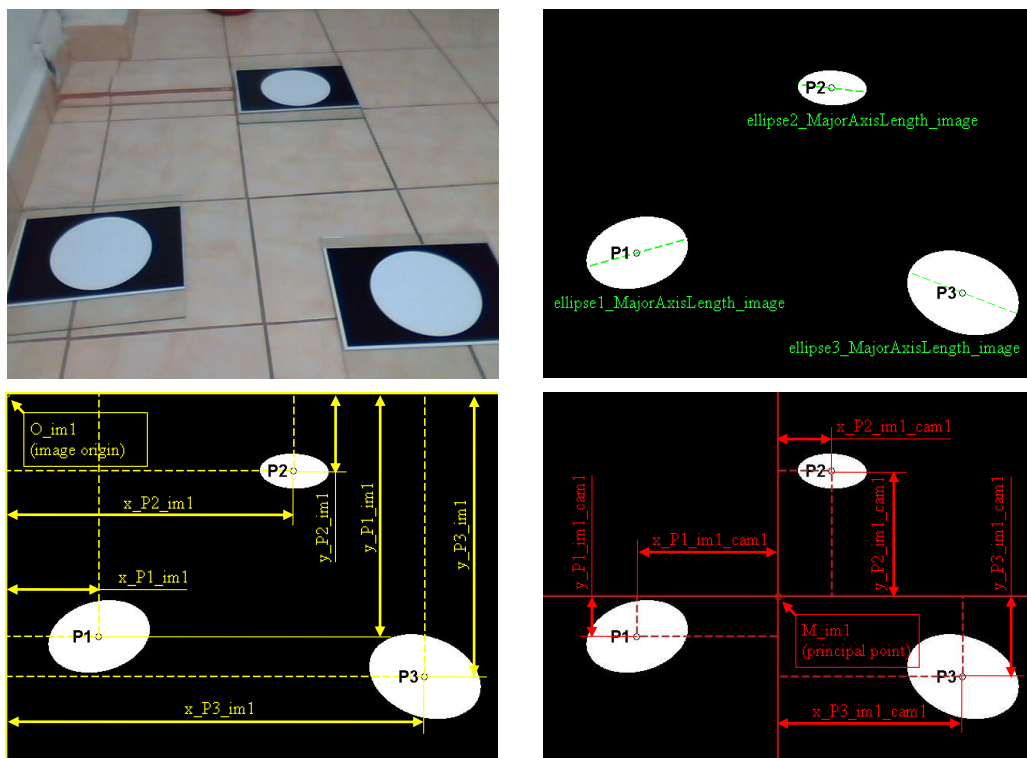 P2
ellipse2_MajorAxisLength_image
P1
P3
ellipse1_MajorAxisLength_image
ellipse3_MajorAxisLength_image
O_im1
(image origin)
P2
x_P2_im1
y_P2_im1
y_P1_im1
y_P3_im1
x_P1_im1
P1
P3
x_P3_im1
x_P2_im1_cam1
P2
y_P1_im1_cam1
x_P1_im1_cam1
y_P2_im1_cam1
y_P3_im1_cam1
P1
M_im1
(principal point)
P3
x_P3_im1_cam1